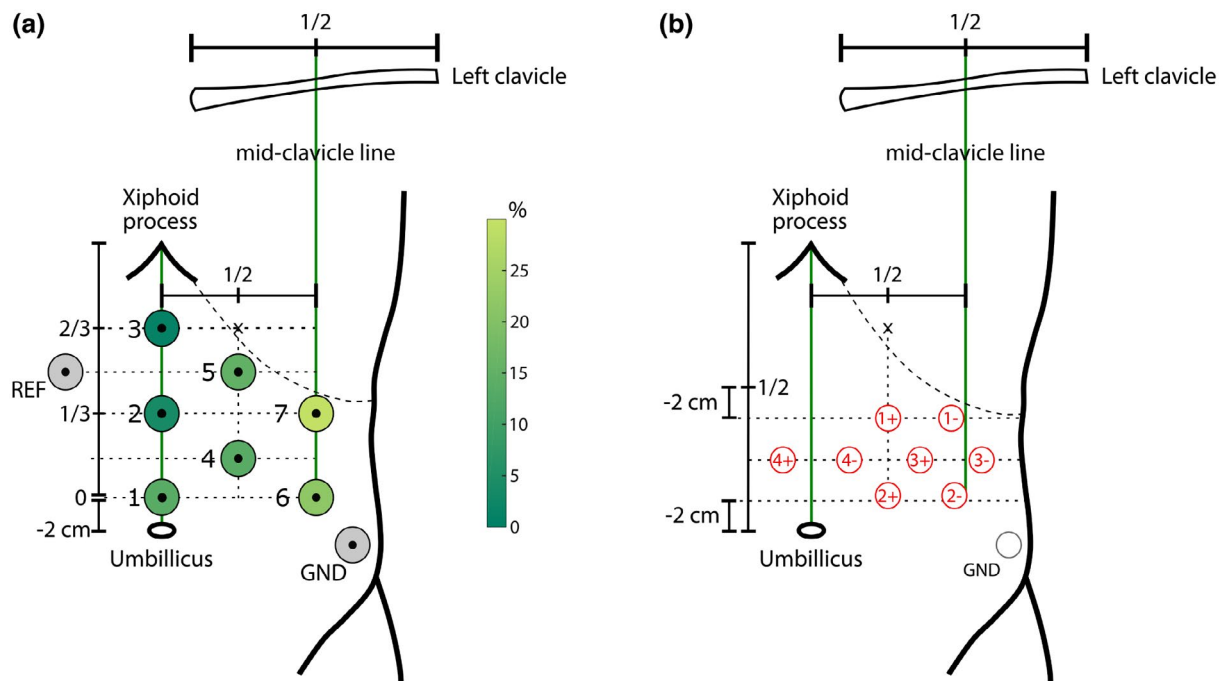 (a)
1/2
Left clavicle
mid-clavicle line
Xiphoid
process
%
1/2
25
2/3
3
20
REF
5
15
1/3
2
7
10
4
5
0
1
6
0
-2 cm
Umbillicus
GND
(b)
1/2
Left clavicle
mid-clavicle line
Xiphoid
process
1/2
x
1/2
-2 cm
1+
1-
4+
4-
3+
3-
2+
2-
-2 cm
Umbillicus
GND